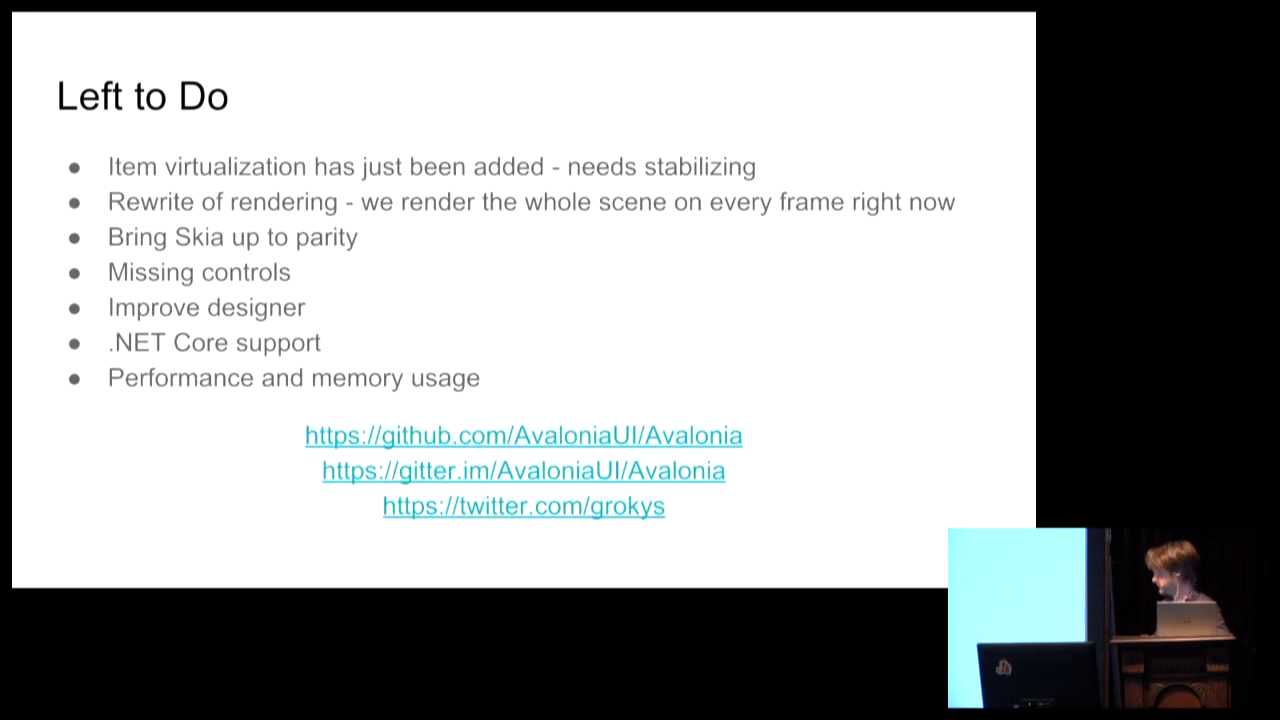 Left to Do
● Item virtualization has just been added - needs stabilizing
● Rewrite of rendering - we render the whole scene on every frame right now
● Bring Skia up to parity
● Missing controls
● Improve designer
● .NET Core support
● Performance and memory usage
https://github.com/AvaloniaUI/Avalonia
https://gitter.im/AvaloniaUI/Avalonia
https://twitter.com/grokys